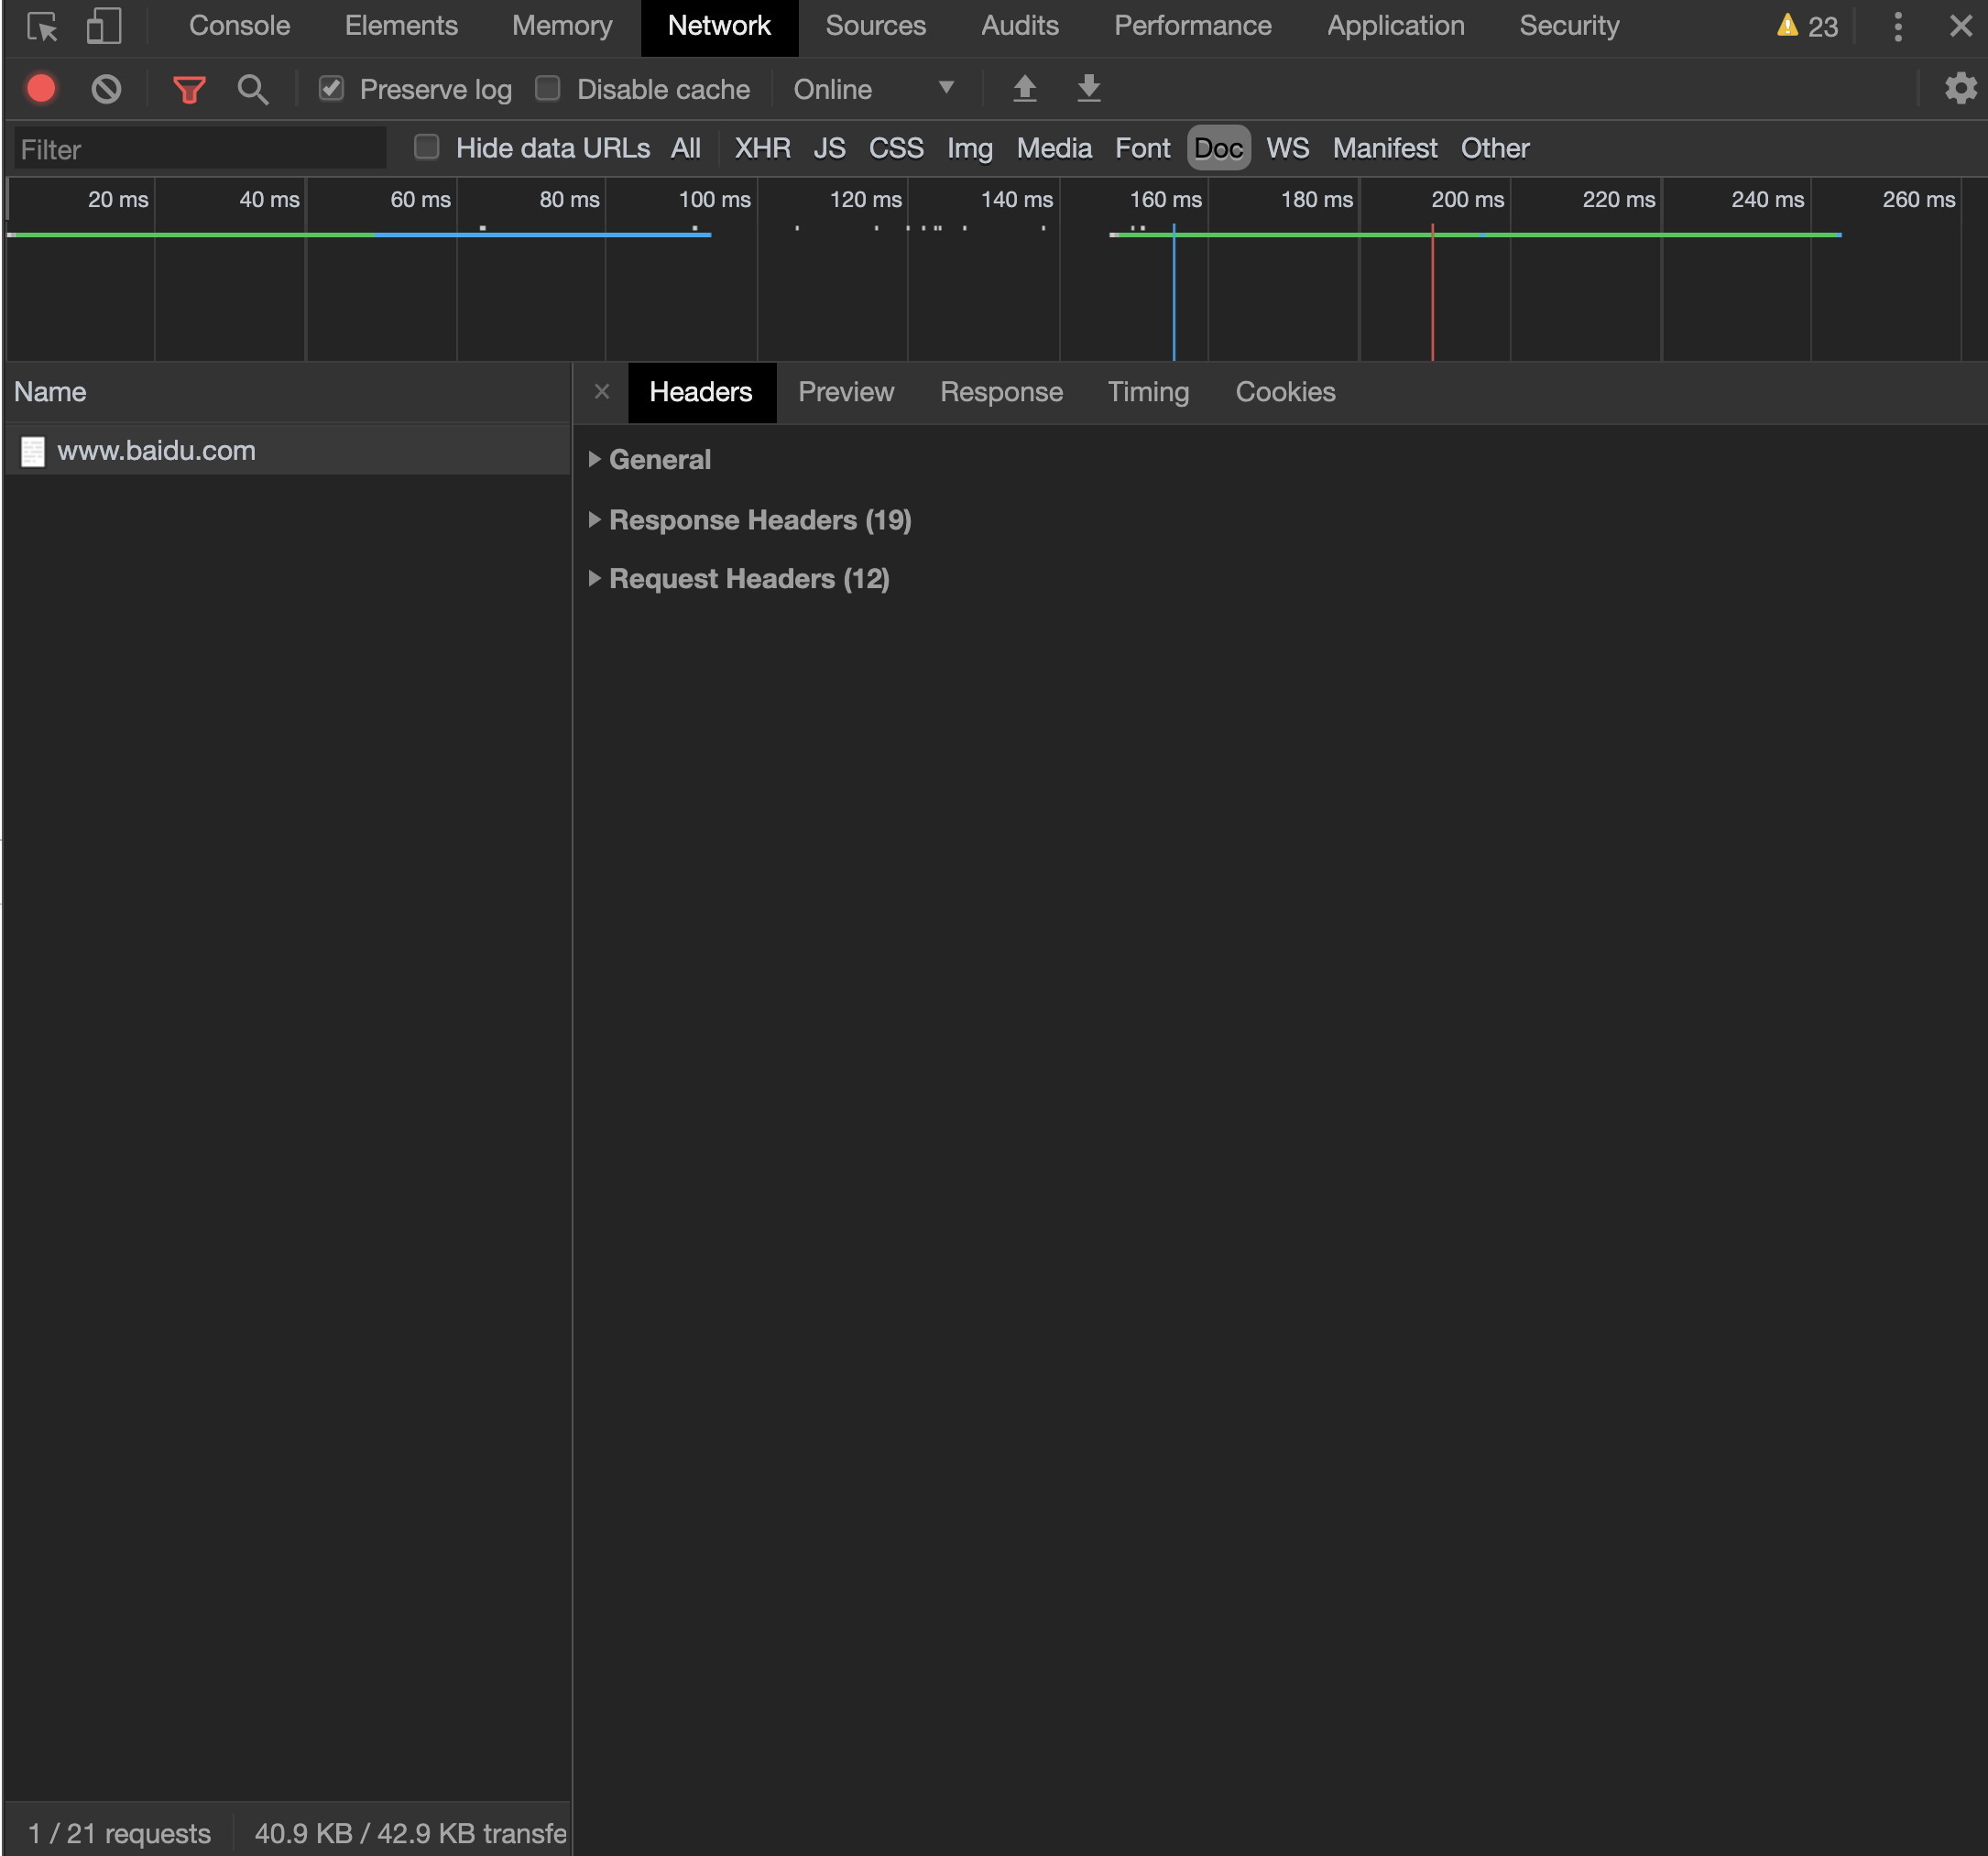 Console Elements Memory Network Sources Audits Performance Application Security 23
Preserve log Disable cache Online
Filter Hide data URLs All XHR JS CSS Img Media Font Doc WS Manifest Other
20 ms 40 ms 60 ms 80 ms 100 ms 120 ms 140 ms 160 ms 180 ms 200 ms 220 ms 240 ms 260 ms
Name × Headers Preview Response Timing Cookies
www.baidu.com
General
Response Headers (19)
Request Headers (12)
1 / 21 requests 40.9 KB / 42.9 KB transfe